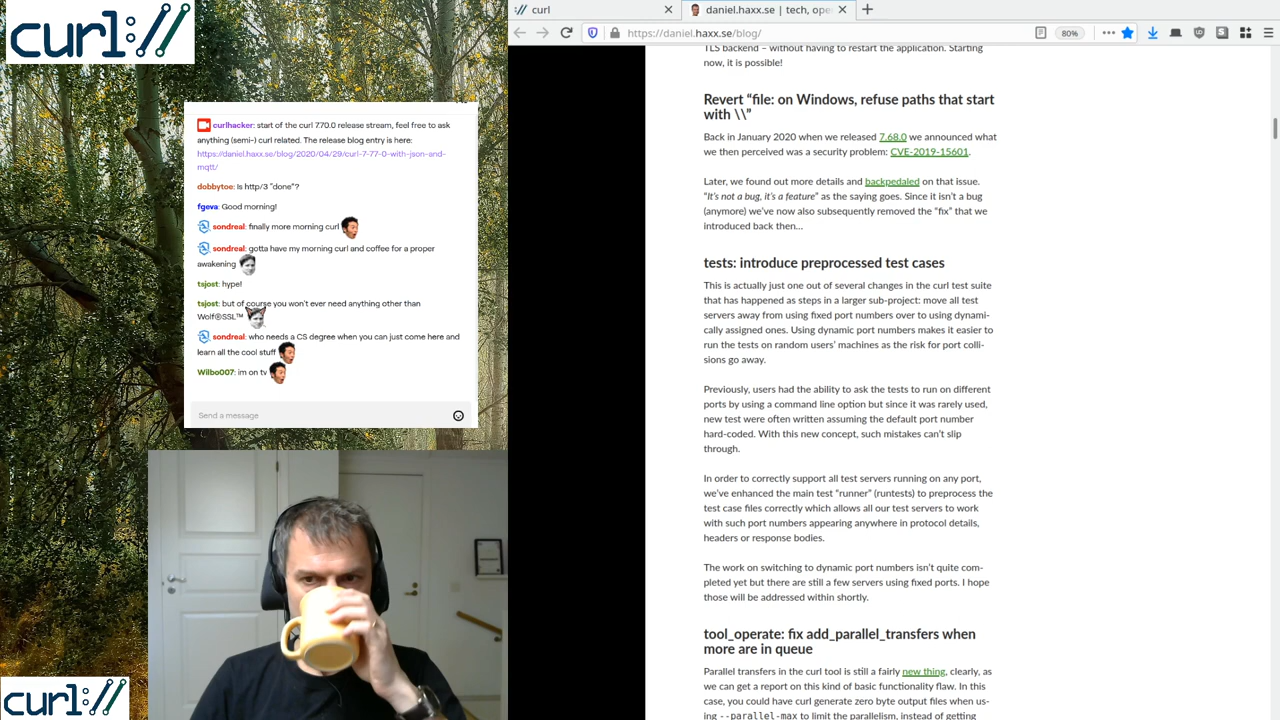 curl://
curlhacker: start of the curl 7.70.0 release stream, feel free to ask
anything (semi-) curl related. The release blog entry is here:
https://daniel.haxx.se/blog/2020/04/29/curl-7-77-0-with-json-and-
mqtt/
dobbytoe: Is http/3 "done"?
fgeva: Good morning!
sondreal: finally more morning curl
sondreal: gotta have my morning curl and coffee for a proper
awakening
tsjost: hype!
tsjost: but of course you won't ever need anything other than
Wolf®SSL™
sondreal: who needs a CS degree when you can just come here and
learn all the cool stuff
Wilbo007: im on tv
Send a message
curl://
curl
daniel.haxx.se | tech, ope
https://daniel.haxx.se/blog/
80%
TLS backend – without having to restart the application. Starting
now, it is possible!
Revert “file: on Windows, refuse paths that start
with \\”
Back in January 2020 when we released 7.68.0 we announced what
we then perceived was a security problem: CVE-2019-15601.
Later, we found out more details and backpedaled on that issue.
“It’s not a bug, it’s a feature” as the saying goes. Since it isn’t a bug
(anymore) we’ve now also subsequently removed the “fix” that we
introduced back then…
tests: introduce preprocessed test cases
This is actually just one out of several changes in the curl test suite
that has happened as steps in a larger sub-project: move all test
servers away from using fixed port numbers over to using dynami-
cally assigned ones. Using dynamic port numbers makes it easier to
run the tests on random users’ machines as the risk for port colli-
sions go away.
Previously, users had the ability to ask the tests to run on different
ports by using a command line option but since it was rarely used,
new test were often written assuming the default port number
hard-coded. With this new concept, such mistakes can’t slip
through.
In order to correctly support all test servers running on any port,
we’ve enhanced the main test “runner” (runtests) to preprocess the
test case files correctly which allows all our test servers to work
with such port numbers appearing anywhere in protocol details,
headers or response bodies.
The work on switching to dynamic port numbers isn’t quite com-
pleted yet but there are still a few servers using fixed ports. I hope
those will be addressed within shortly.
tool_operate: fix add_parallel_transfers when
more are in queue
Parallel transfers in the curl tool is still a fairly new thing, clearly, as
we can get a report on this kind of basic functionality flaw. In this
case, you could have curl generate zero byte output files when us-
ing --parallel-max to limit the parallelism, instead of getting